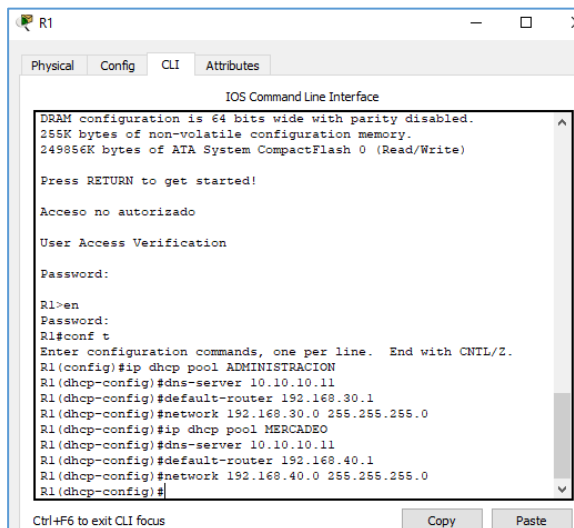 R1
Physical Config CLI Attributes
IOS Command Line Interface
DRAM configuration is 64 bits wide with parity disabled.
255K bytes of non-volatile configuration memory.
249856K bytes of ATA System CompactFlash 0 (Read/Write)
Press RETURN to get started!
Acceso no autorizado
User Access Verification
Password:
R1>en
Password:
R1#conf t
Enter configuration commands, one per line.  End with CNTL/Z.
R1(config)#ip dhcp pool ADMINISTRACION
R1(dhcp-config)#dns-server 10.10.10.11
R1(dhcp-config)#default-router 192.168.30.1
R1(dhcp-config)#network 192.168.30.0 255.255.255.0
R1(dhcp-config)#ip dhcp pool MERCADEO
R1(dhcp-config)#dns-server 10.10.10.11
R1(dhcp-config)#default-router 192.168.40.1
R1(dhcp-config)#network 192.168.40.0 255.255.255.0
R1(dhcp-config)#
Ctrl+F6 to exit CLI focus Copy Paste